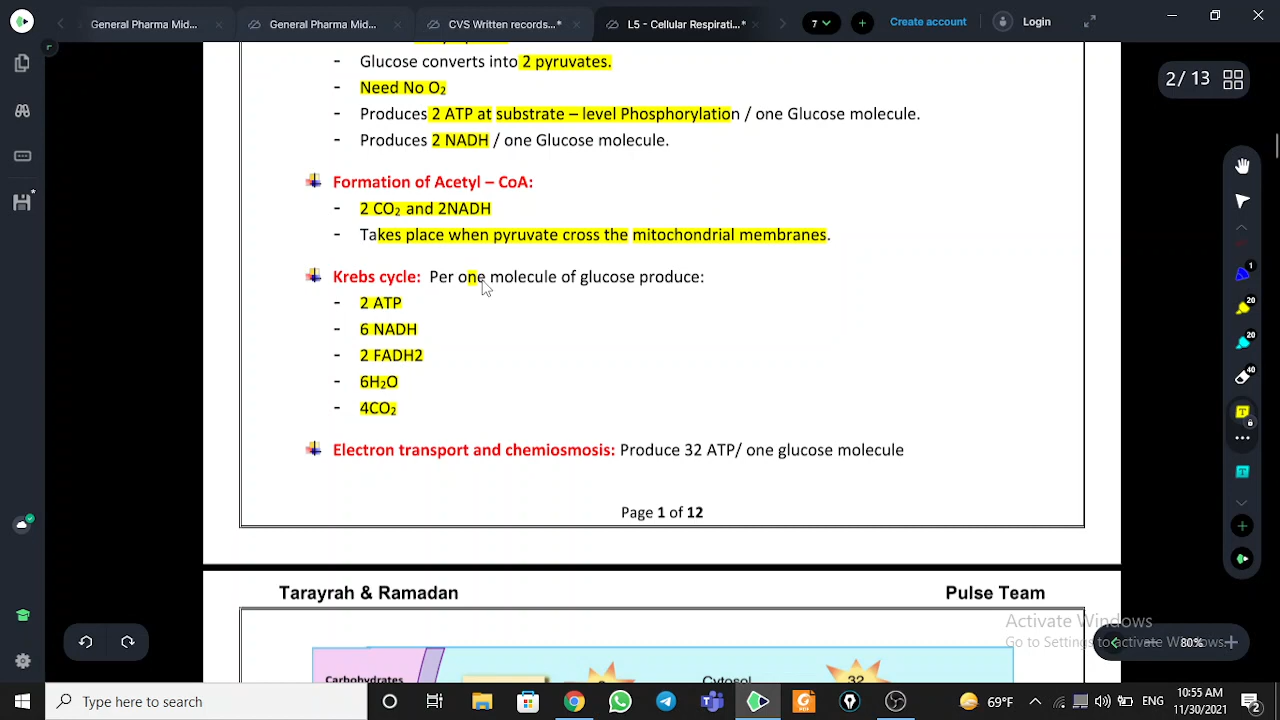 General Pharma Mid...
General Pharma Mid...
CVS Written records...*
L5 - Cellular Respirati...*
7
Create account
Login
- Glucose converts into 2 pyruvates.
- Need No O₂
- Produces 2 ATP at substrate – level Phosphorylation / one Glucose molecule.
- Produces 2 NADH / one Glucose molecule.
Formation of Acetyl – CoA:
- 2 CO₂ and 2NADH
- Takes place when pyruvate cross the mitochondrial membranes.
Krebs cycle: Per one molecule of glucose produce:
- 2 ATP
- 6 NADH
- 2 FADH2
- 6H₂O
- 4CO₂
Electron transport and chemiosmosis: Produce 32 ATP/ one glucose molecule
Page 1 of 12
Tarayrah & Ramadan
Pulse Team
Carbohydrates
Cytosol
32
2 / 13
1
20
20
40
T
T
Activate Windows
Go to Settings to activate Windows.
80%
Type here to search
PDF
69°F
ENG
10:55 AM
11/30/2021
2